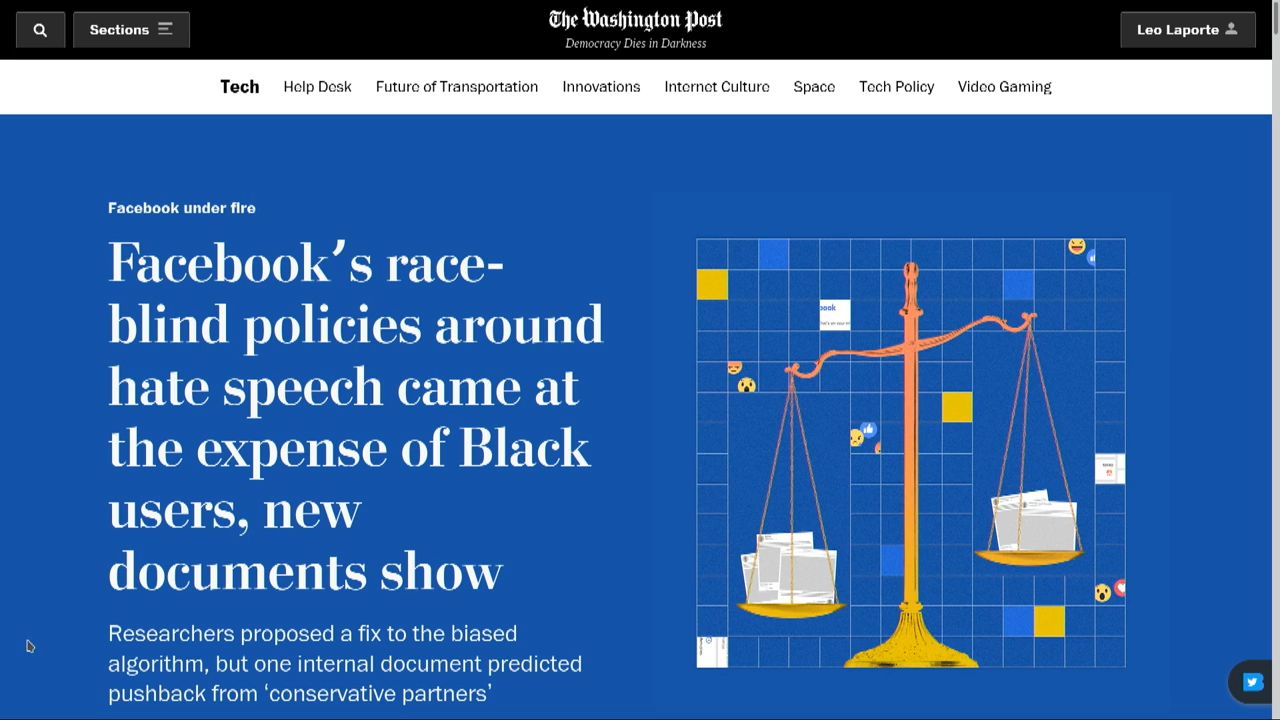 Sections
The Washington Post
Democracy Dies in Darkness
Leo Laporte
Tech Help Desk Future of Transportation Innovations Internet Culture Space Tech Policy Video Gaming
Facebook under fire
Facebook’s race-
blind policies around
hate speech came at
the expense of Black
users, new
documents show
Researchers proposed a fix to the biased
algorithm, but one internal document predicted
pushback from ‘conservative partners’
book